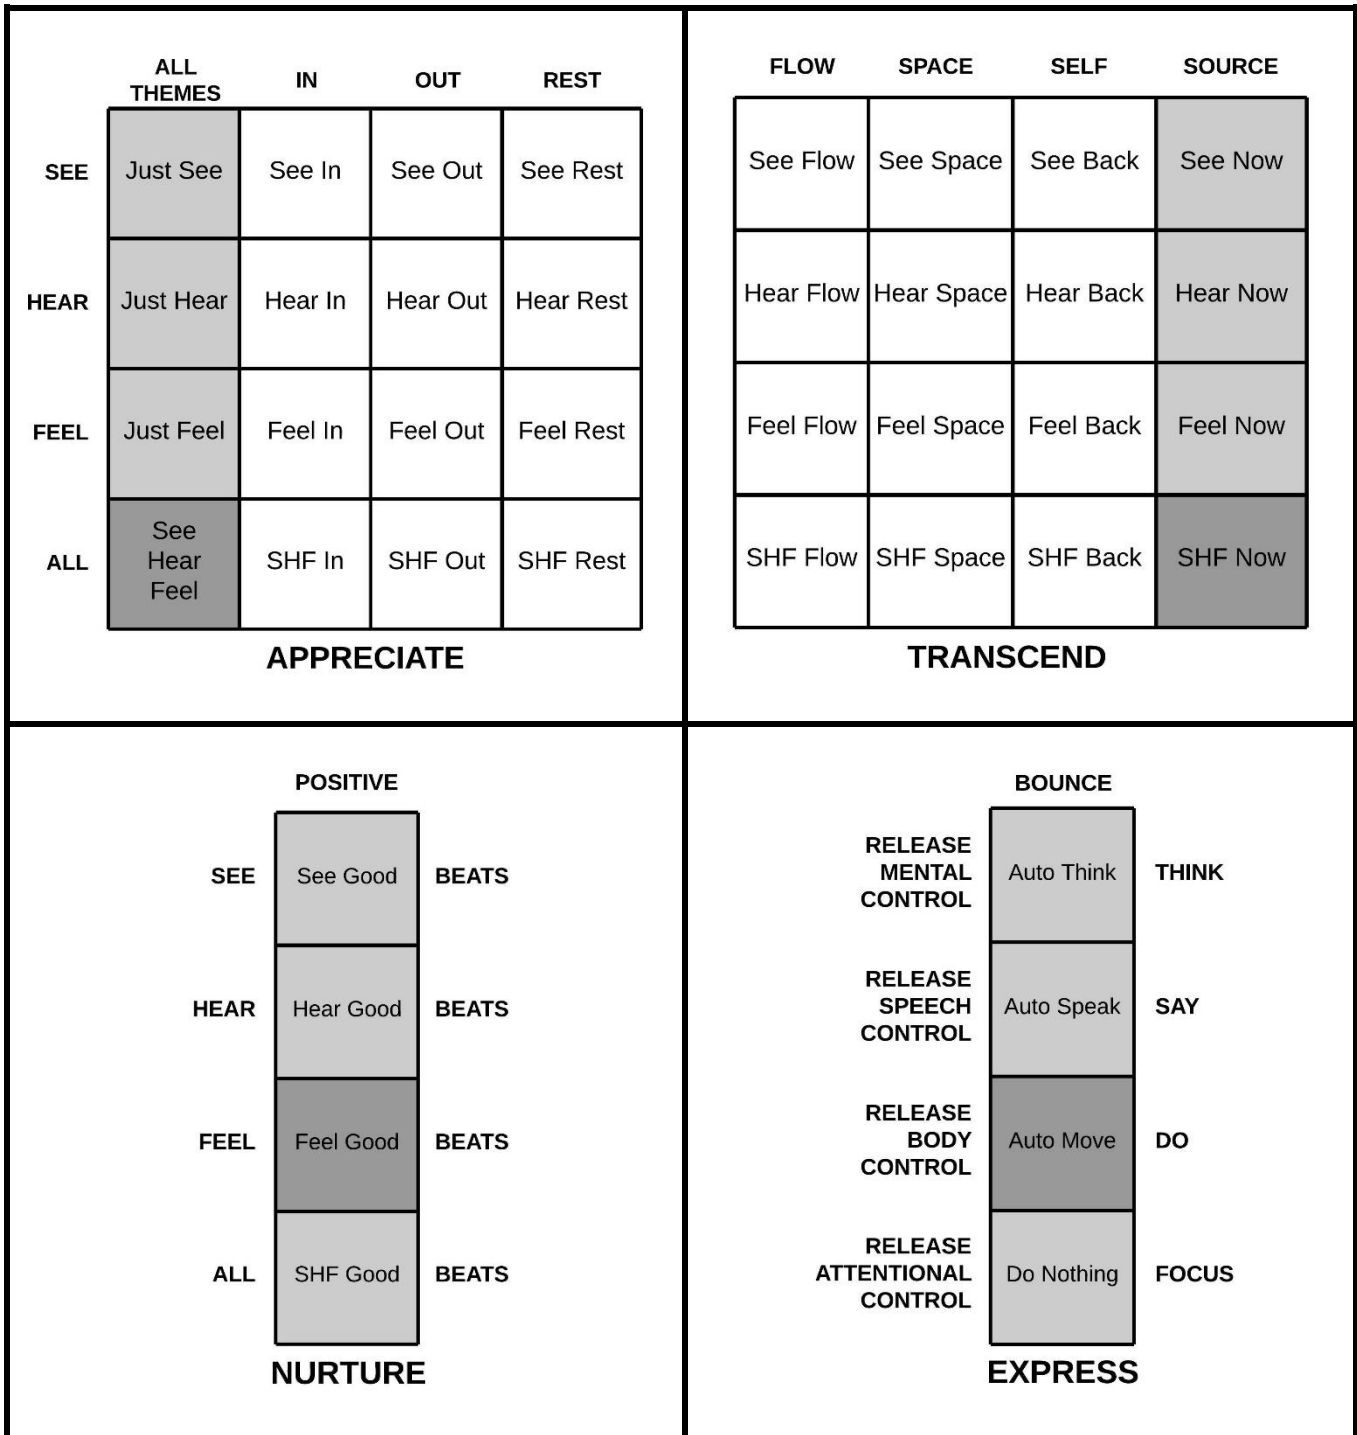 ALL
THEMES
IN
OUT
REST
SEE
Just See
See In
See Out
See Rest
HEAR
Just Hear
Hear In
Hear Out
Hear Rest
FEEL
Just Feel
Feel In
Feel Out
Feel Rest
ALL
See
Hear
Feel
SHF In
SHF Out
SHF Rest
APPRECIATE
FLOW
SPACE
SELF
SOURCE
See Flow
See Space
See Back
See Now
Hear Flow
Hear Space
Hear Back
Hear Now
Feel Flow
Feel Space
Feel Back
Feel Now
SHF Flow
SHF Space
SHF Back
SHF Now
TRANSCEND
POSITIVE
SEE
See Good
BEATS
HEAR
Hear Good
BEATS
FEEL
Feel Good
BEATS
ALL
SHF Good
BEATS
NURTURE
BOUNCE
RELEASE
MENTAL
CONTROL
Auto Think
THINK
RELEASE
SPEECH
CONTROL
Auto Speak
SAY
RELEASE
BODY
CONTROL
Auto Move
DO
RELEASE
ATTENTIONAL
CONTROL
Do Nothing
FOCUS
EXPRESS